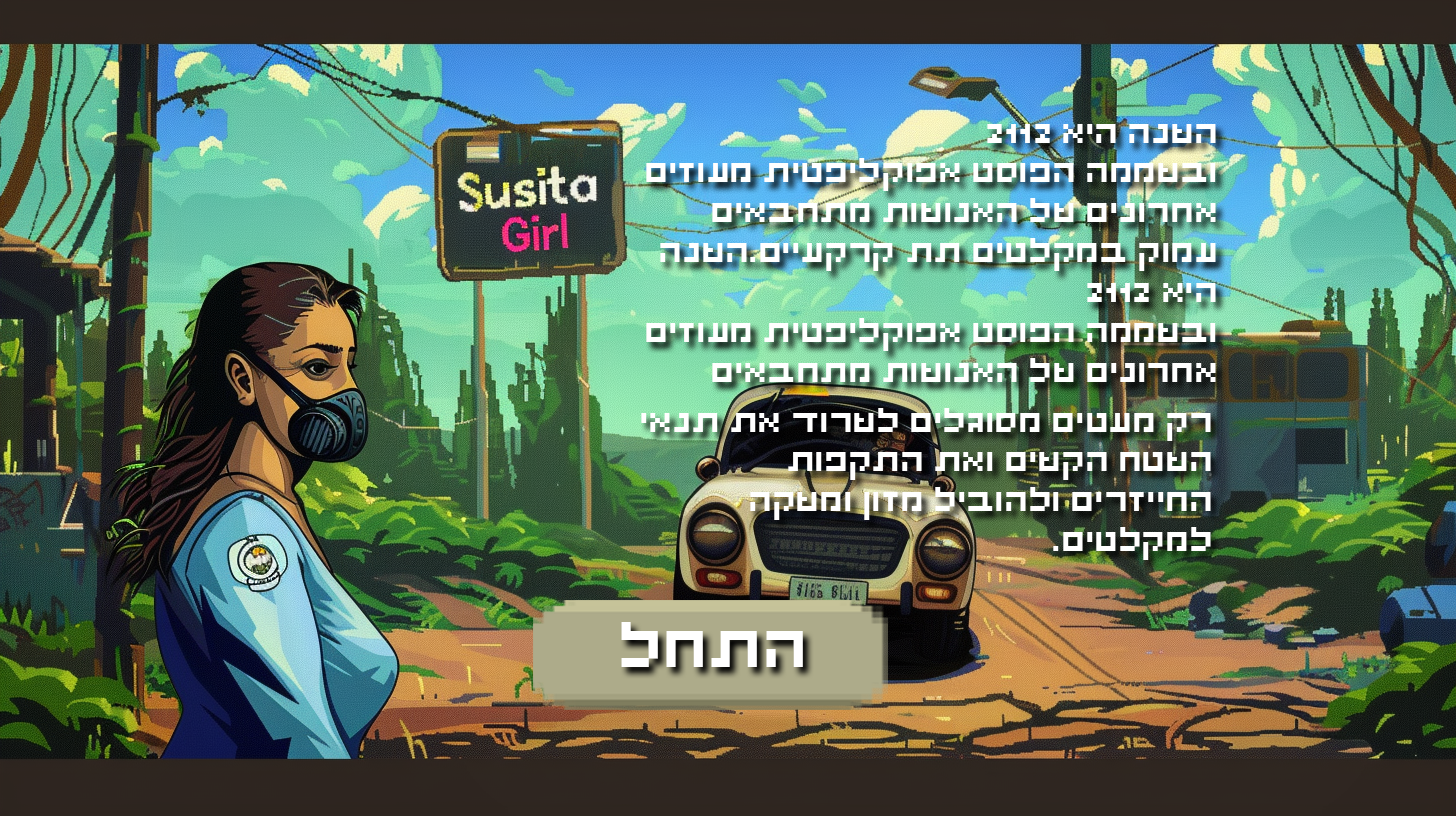 Susita
Girl
השנה היא 2112
ובשממה הפוסט אפוקליפטית מעוזים
אחרונים של האנושות מתחבאים
עמוק במקלטים תת קרקעיים.השנה
היא 2112
ובשממה הפוסט אפוקליפטית מעוזים
אחרונים של האנושות מתחבאים
רק מעטים מסוגלים לשרוד את תנאי
השטח הקשים ואת התקפות
החייזרים ולהוביל מזון ומשקה
למקלטים.
התחל